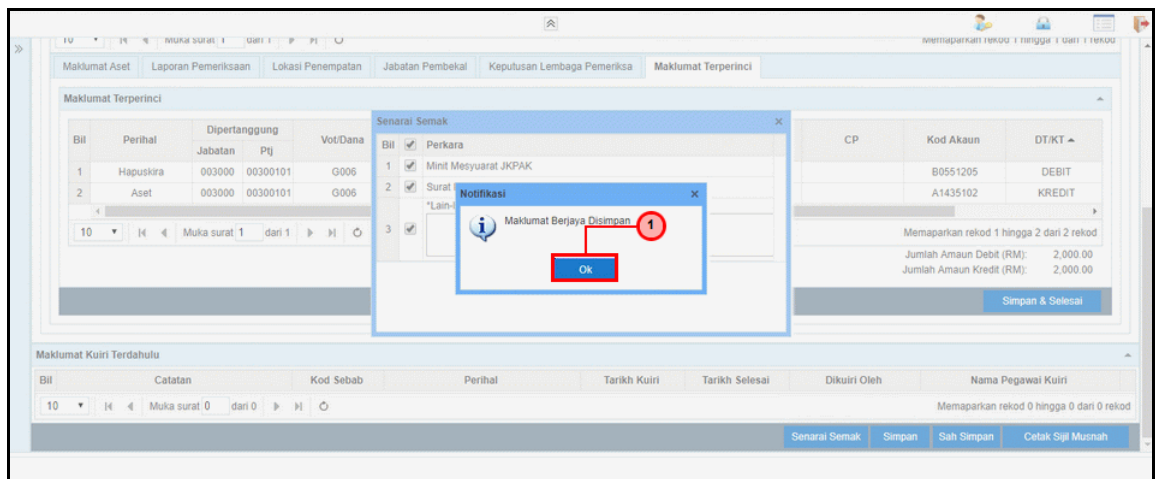 10 Muka surat 1 dari 1 Memaparkan rekod 1 hingga 1 dari 1 rekod
Maklumat Aset Laporan Pemeriksaan Lokasi Penempatan Jabatan Pembekal Keputusan Lembaga Pemeriksa Maklumat Terperinci
Maklumat Terperinci
Senarai Semak
Bil Perihal Dipertanggung Vot/Dana CP Kod Akaun DT/KT
Jabatan Ptj
Bil Perkara
1 Hapuskira 003000 00300101 G006 B0551205 DEBIT
1 Minit Mesyuarat JKPAK
2 Aset 003000 00300101 G006 A1435102 KREDIT
2 Surat
*Lain-
3
Notifikasi
Maklumat Berjaya Disimpan
1
Ok
10 Muka surat 1 dari 1 Memaparkan rekod 1 hingga 2 dari 2 rekod
Jumlah Amaun Debit (RM): 2,000.00
Jumlah Amaun Kredit (RM): 2,000.00
Simpan & Selesai
Maklumat Kuiri Terdahulu
Bil Catatan Kod Sebab Perihal Tarikh Kuiri Tarikh Selesai Dikuiri Oleh Nama Pegawai Kuiri
10 Muka surat 0 dari 0 Memaparkan rekod 0 hingga 0 dari 0 rekod
Senarai Semak Simpan Sah Simpan Cetak Sijil Musnah